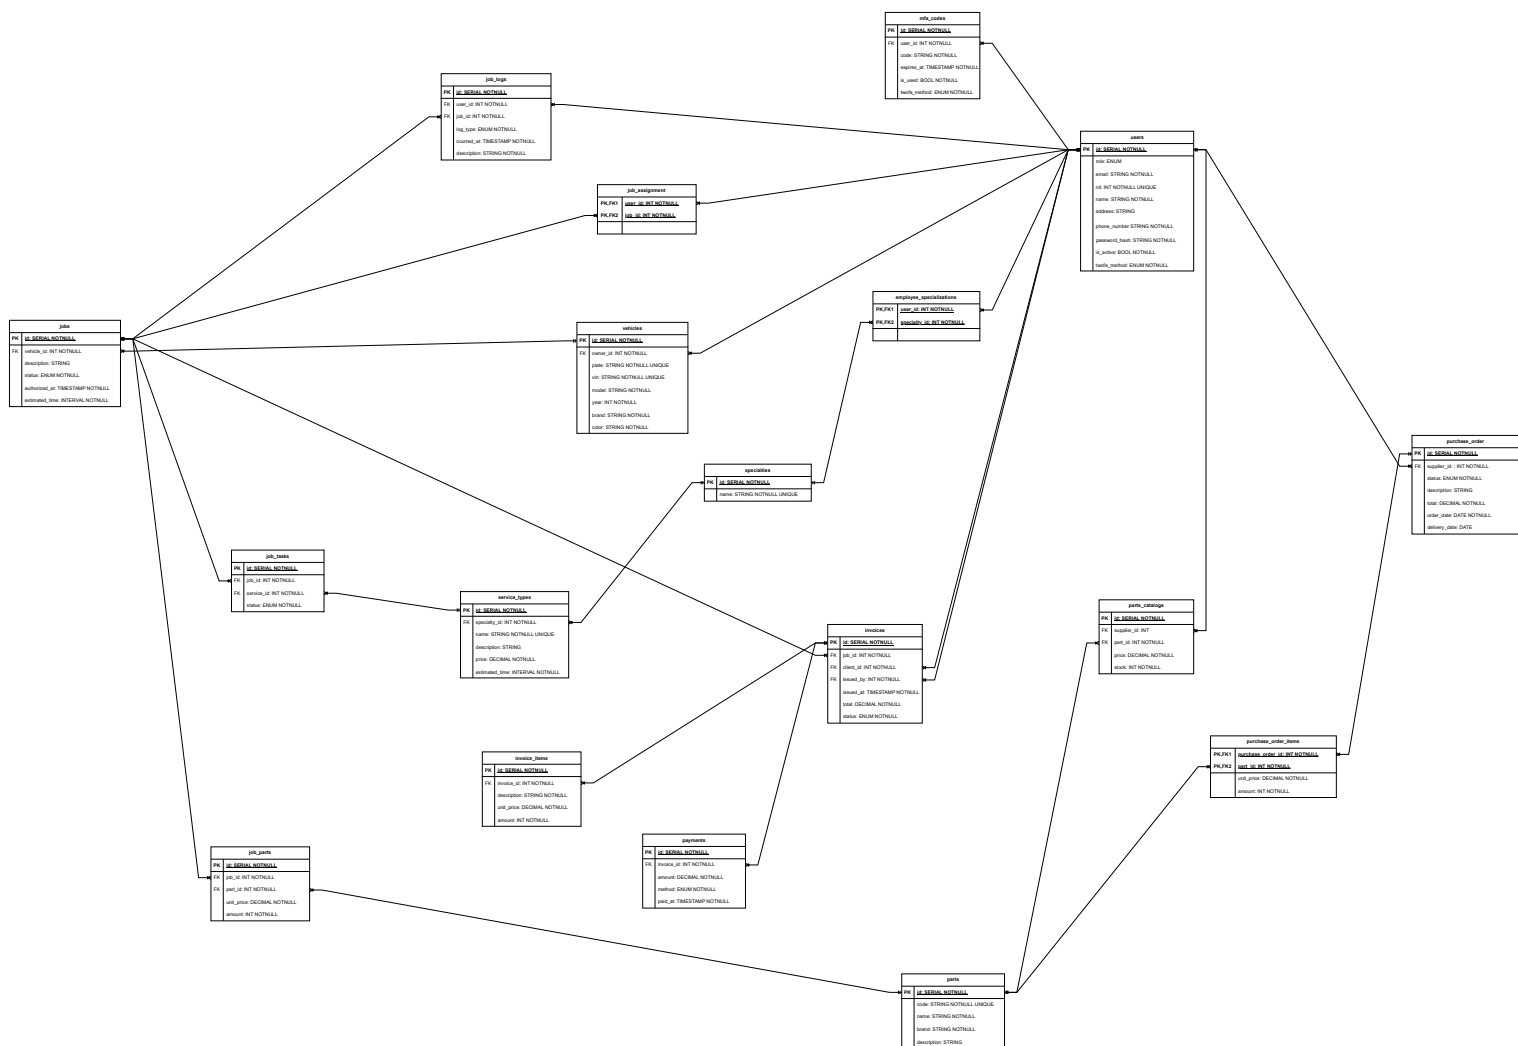 mfa_codes
PK id: SERIAL NOTNULL
FK user_id: INT NOTNULL
code: STRING NOTNULL
expires_at: TIMESTAMP NOTNULL
is_used: BOOL NOTNULL
twofa_method: ENUM NOTNULL
job_logs
PK id: SERIAL NOTNULL
FK user_id: INT NOTNULL
FK job_id: INT NOTNULL
log_type: ENUM NOTNULL
ocurred_at: TIMESTAMP NOTNULL
description: STRING NOTNULL
users
PK id: SERIAL NOTNULL
role: ENUM
email: STRING NOTNULL
nit: INT NOTNULL UNIQUE
name: STRING NOTNULL
address: STRING
phone_number STRING NOTNULL
password_hash: STRING NOTNULL
is_active: BOOL NOTNULL
twofa_method: ENUM NOTNULL
job_assignment
PK,FK1 user_id: INT NOTNULL
PK,FK2 job_id: INT NOTNULL
employee_specializations
PK,FK1 user_id: INT NOTNULL
PK,FK2 specialty_id: INT NOTNULL
jobs
PK id: SERIAL NOTNULL
FK vehicle_id: INT NOTNULL
description: STRING
status: ENUM NOTNULL
authorized_at: TIMESTAMP NOTNULL
estimated_time: INTERVAL NOTNULL
vehicles
PK id: SERIAL NOTNULL
FK owner_id: INT NOTNULL
plate: STRING NOTNULL UNIQUE
vin: STRING NOTNULL UNIQUE
model: STRING NOTNULL
year: INT NOTNULL
brand: STRING NOTNULL
color: STRING NOTNULL
purchase_order
PK id: SERIAL NOTNULL
FK supplier_id: : INT NOTNULL
status: ENUM NOTNULL
description: STRING
total: DECIMAL NOTNULL
order_date: DATE NOTNULL
delivery_date: DATE
specialties
PK id: SERIAL NOTNULL
name: STRING NOTNULL UNIQUE
job_tasks
PK id: SERIAL NOTNULL
FK job_id: INT NOTNULL
FK service_id: INT NOTNULL
status: ENUM NOTNULL
service_types
PK id: SERIAL NOTNULL
FK specialty_id: INT NOTNULL
name: STRING NOTNULL UNIQUE
description: STRING
price: DECIMAL NOTNULL
estimated_time: INTERVAL NOTNULL
invoices
PK id: SERIAL NOTNULL
FK job_id: INT NOTNULL
FK client_id: INT NOTNULL
FK issued_by: INT NOTNULL
issued_at: TIMESTAMP NOTNULL
total: DECIMAL NOTNULL
status: ENUM NOTNULL
parts_catalogs
PK id: SERIAL NOTNULL
FK supplier_id: INT
FK part_id: INT NOTNULL
price: DECIMAL NOTNULL
stock: INT NOTNULL
purchase_order_items
PK,FK1 purchase_order_id: INT NOTNULL
PK,FK2 part_id: INT NOTNULL
unit_price: DECIMAL NOTNULL
amount: INT NOTNULL
invoice_items
PK id: SERIAL NOTNULL
FK invoice_id: INT NOTNULL
description: STRING NOTNULL
unit_price: DECIMAL NOTNULL
amount: INT NOTNULL
payments
PK id: SERIAL NOTNULL
FK invoice_id: INT NOTNULL
amount: DECIMAL NOTNULL
method: ENUM NOTNULL
paid_at: TIMESTAMP NOTNULL
job_parts
PK id: SERIAL NOTNULL
FK job_id: INT NOTNULL
FK part_id: INT NOTNULL
unit_price: DECIMAL NOTNULL
amount: INT NOTNULL
parts
PK id: SERIAL NOTNULL
code: STRING NOTNULL UNIQUE
name: STRING NOTNULL
brand: STRING NOTNULL
description: STRING